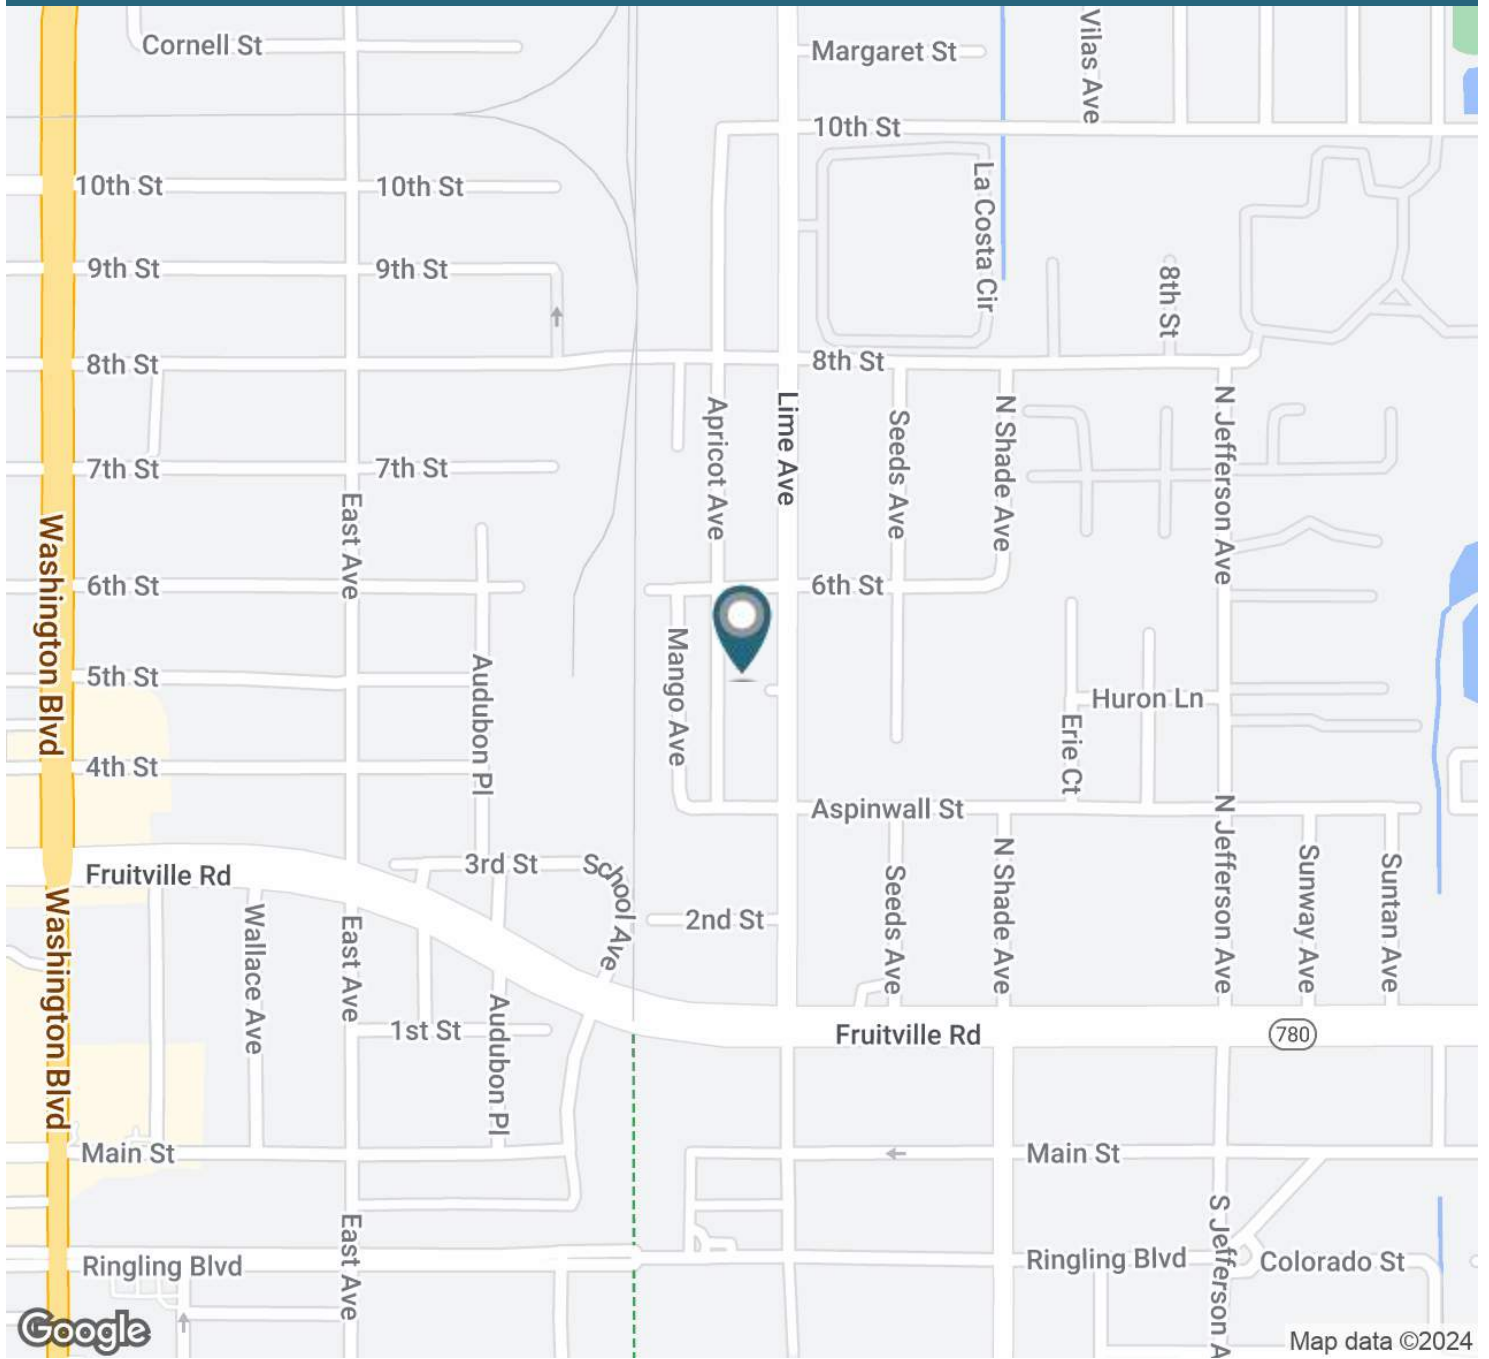 Cornell St
Margaret St
Vilas Ave
10th St
10th St
10th St
La Costa Cir
9th St
9th St
8th St
8th St
8th St
Apricot Ave
Lime Ave
Seeds Ave
N Shade Ave
N Jefferson Ave
7th St
7th St
East Ave
Washington Blvd
6th St
6th St
Mango Ave
5th St
Audubon Pl
Huron Ln
Erie Ct
4th St
Aspinwall St
N Jefferson Ave
Fruitville Rd
3rd St
School Ave
2nd St
Seeds Ave
N Shade Ave
Sunway Ave
Suntan Ave
Washington Blvd
Wallace Ave
East Ave
Audubon Pl
1st St
Fruitville Rd
780
Main St
Main St
S Jefferson A
East Ave
Ringling Blvd
Ringling Blvd
Colorado St
Google
Map data ©2024